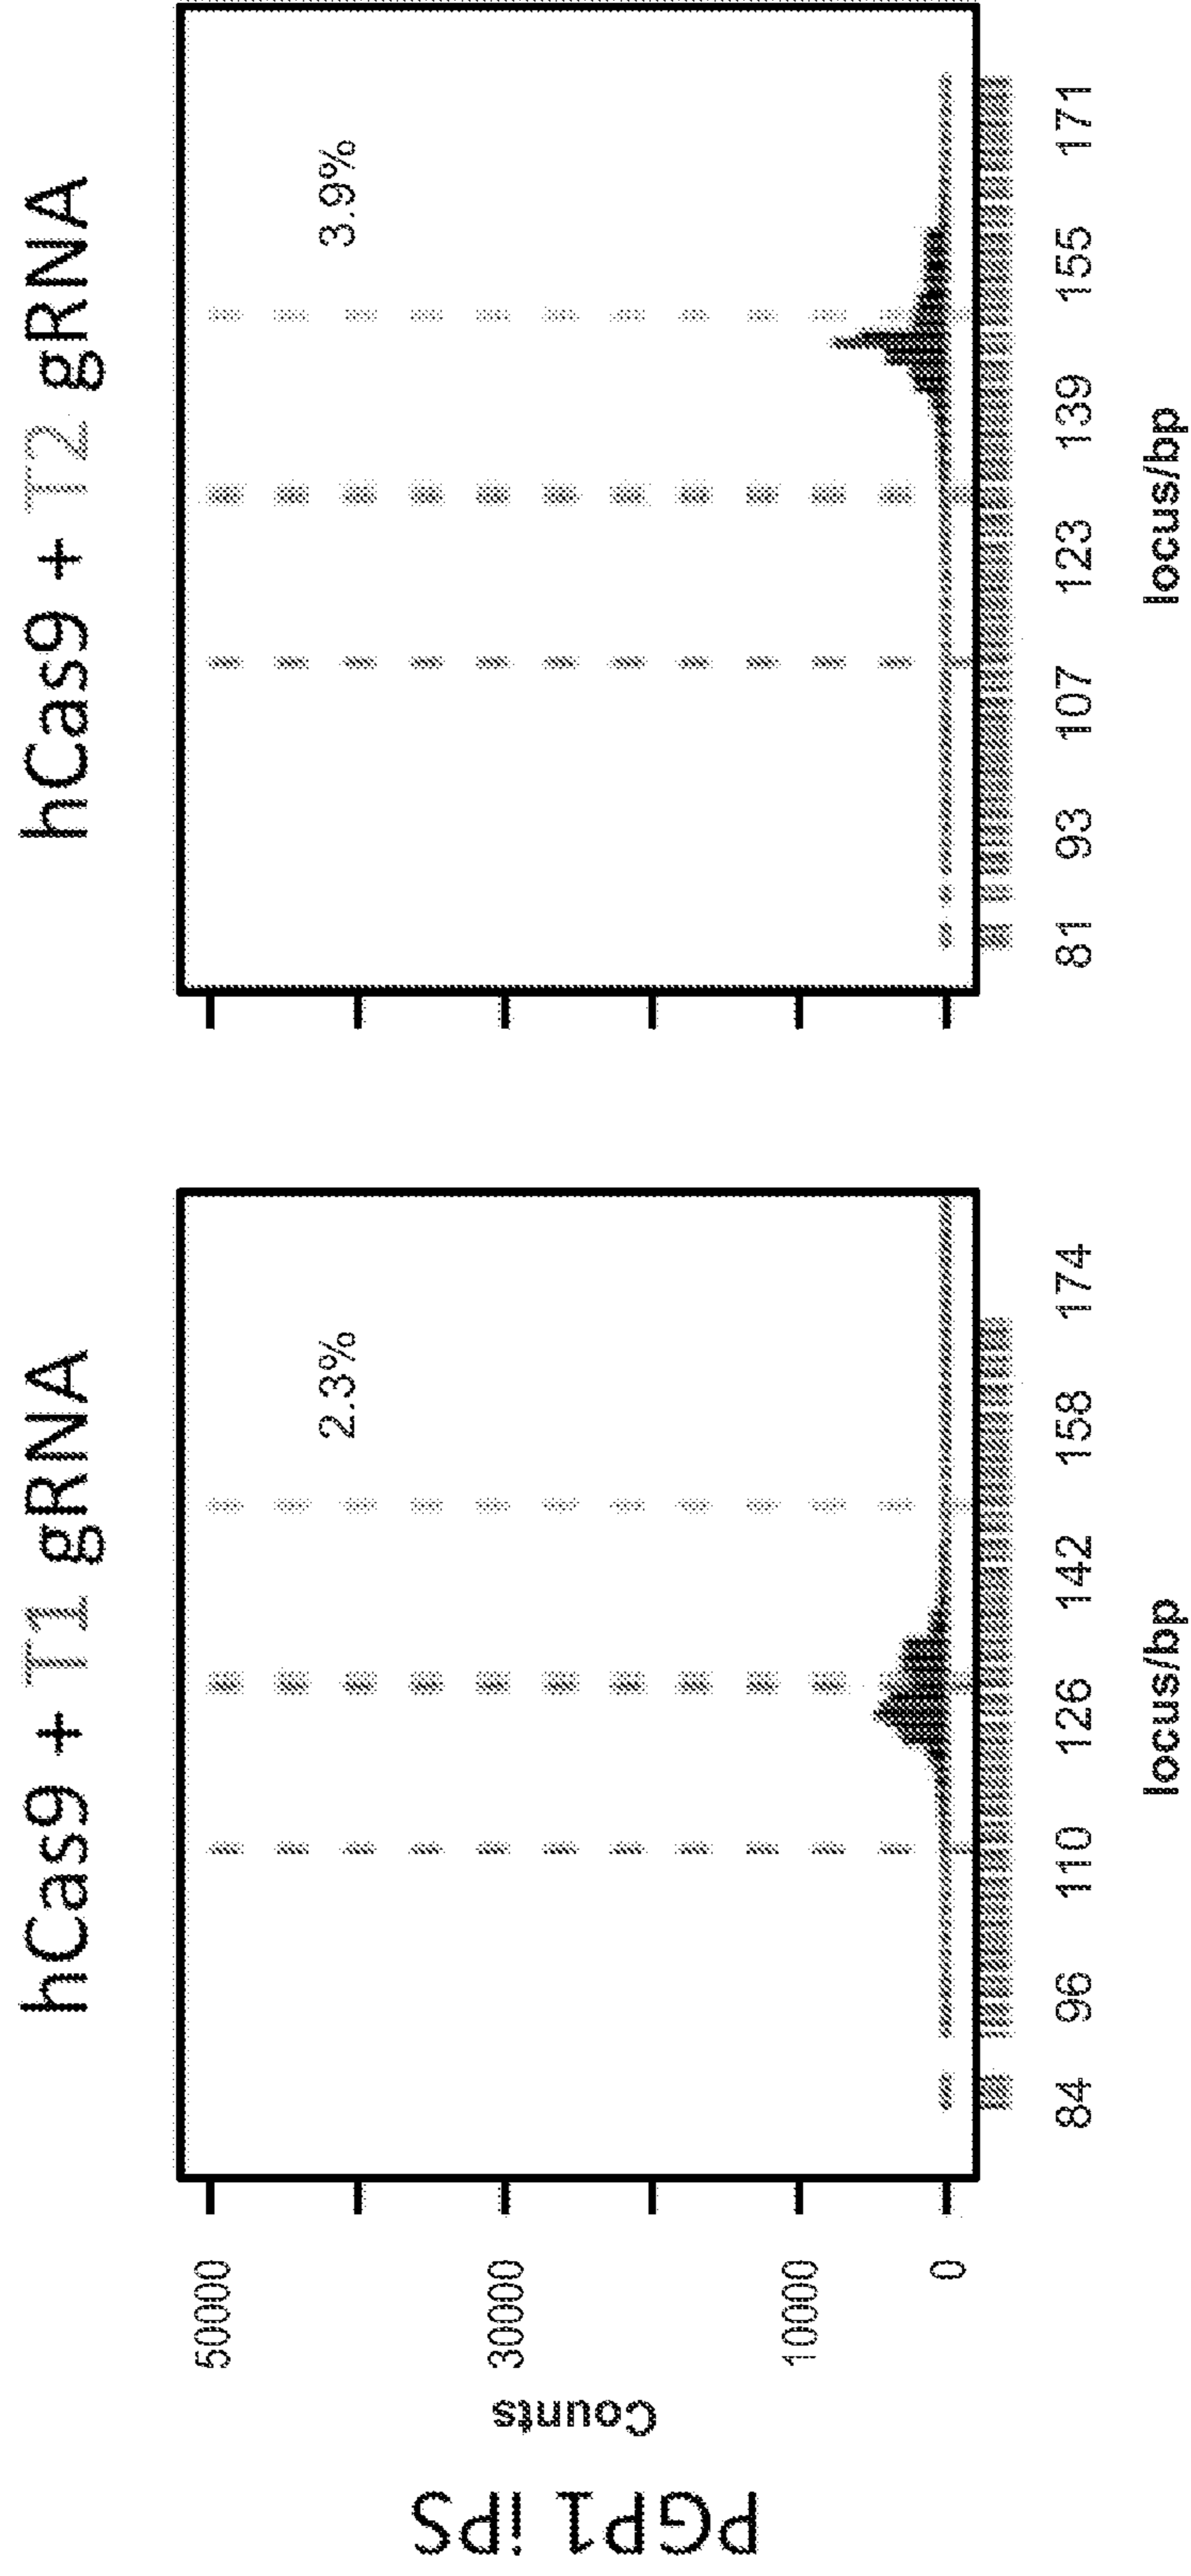 PGP1 iPS
Counts
hCas9 + T1 gRNA
50000
30000
10000
0
2.3%
84 96 110 126 142 158 174
locus/bp
hCas9 + T2 gRNA
3.9%
81 93 107 123 139 155 171
locus/bp